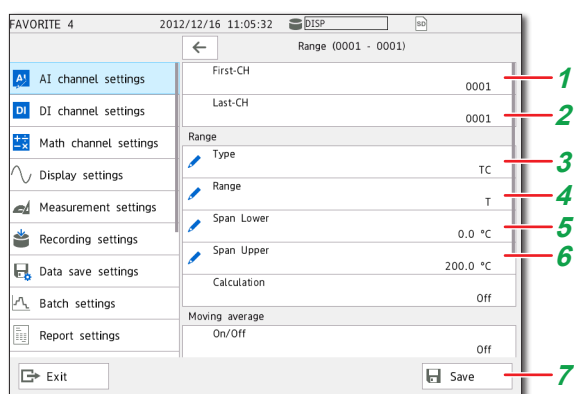 FAVORITE 4 2012/12/16 11:05:32 DISP SD
Range (0001 - 0001)
First-CH
0001
1
Last-CH
0001
2
Range
Type
TC
3
Range
T
4
Span Lower
0.0 °C
5
Span Upper
200.0 °C
6
Calculation
Off
Moving average
On/Off
Off
AI AI channel settings
DI DI channel settings
Math channel settings
Display settings
Measurement settings
Recording settings
Data save settings
Batch settings
Report settings
Exit
Save
7